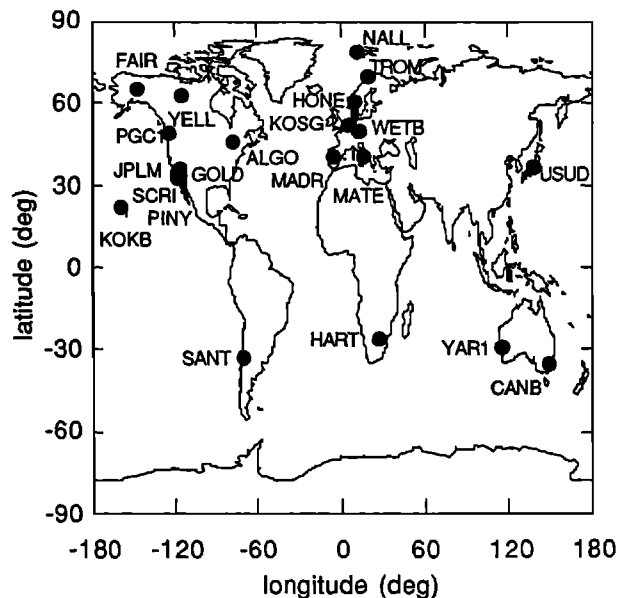 90
NALL
FAIR
TROM
HONE
60
YELL
KOSG
WETB
PGC1
ALGO
JPLM
GOLD
MADR
USUD
30
SCRI
MATE
PINY
KOKB
latitude (deg)
0
HART
YAR1
-30
SANT
CANB
-60
-90
-180 -120 -60 0 60 120 180
longitude (deg)